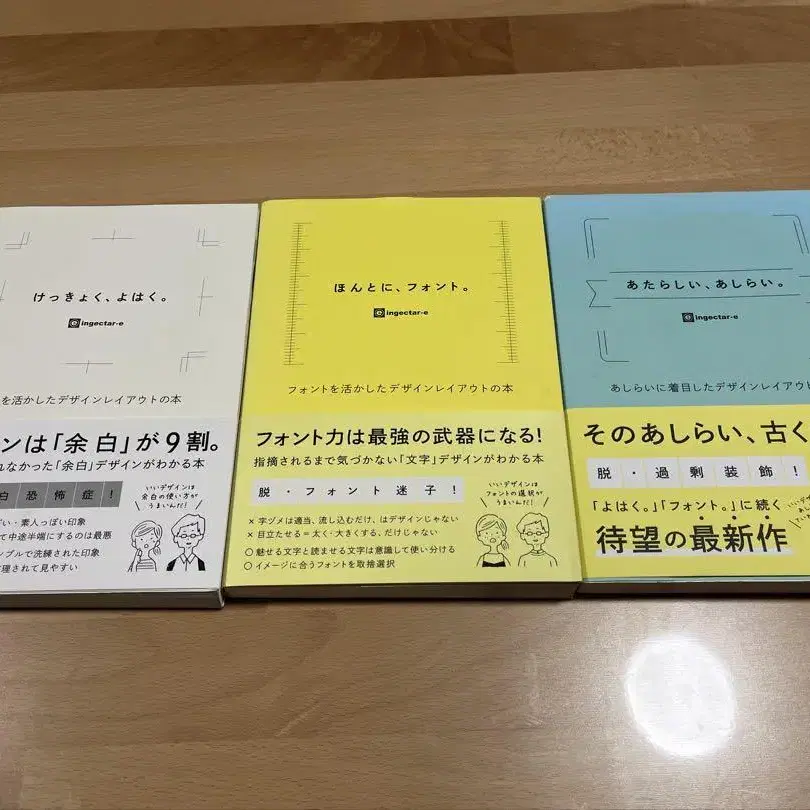 けっきょく、よはく。
ingectar-e
を活かしたデザインレイアウトの本
ンは「余白」が9割。
れなかった「余白」デザインがわかる本
白恐怖症!
いいデザインは
余白の使い方が
うまいんだ!
ぽい・素人っぽい印象
て中途半端にするのは最悪
ンプルで洗練された印象
理されて見やすい
ほんとに、フォント。
ingectar-e
フォントを活かしたデザインレイアウトの本
フォント力は最強の武器になる!
指摘されるまで気づかない「文字」デザインがわかる本
脱・フォント迷子!
いいデザインは
フォントの選択が
うまいんだ!
×字ヅメは適当、流し込むだけ、はデザインじゃない
×目立たせる=太く・大きくする、だけじゃない
○魅せる文字と読ませる文字は意識して使い分ける
○イメージに合うフォントを取捨選択
あたらしい、あしらい。
ingectar-e
あしらいに着目したデザインレイアウト
そのあしらい、古く
脱・過剰装飾!
「よはく。」「フォント。」に続く
待望の最新作